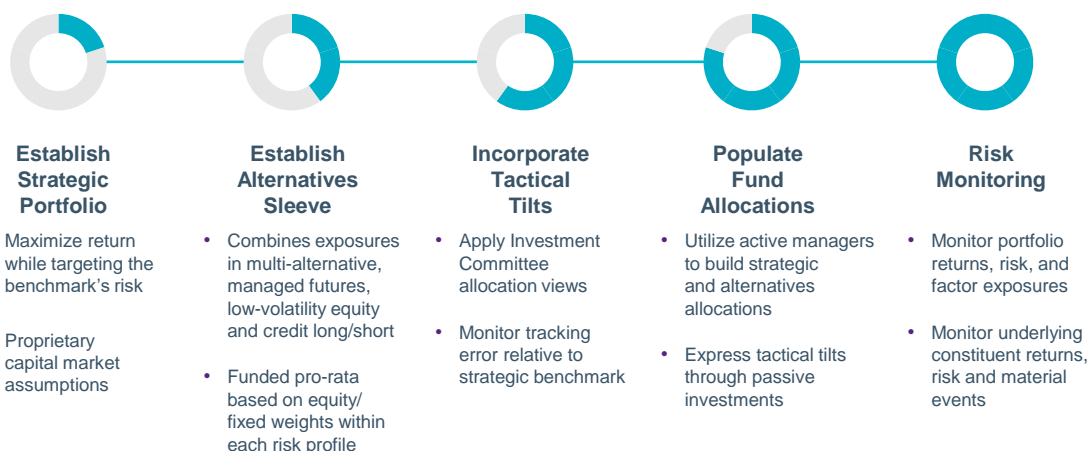 Establish
Strategic
Portfolio
Maximize return
while targeting the
benchmark's risk
Proprietary
capital market
assumptions
Establish
Alternatives
Sleeve
• Combines exposures
in multi-alternative,
managed futures,
low-volatility equity
and credit long/short
• Funded pro-rata
based on equity/
fixed weights within
each risk profile
Incorporate
Tactical
Tilts
• Apply Investment
Committee
allocation views
• Monitor tracking
error relative to
strategic benchmark
Populate
Fund
Allocations
• Utilize active managers
to build strategic
and alternatives
allocations
• Express tactical tilts
through passive
investments
Risk
Monitoring
• Monitor portfolio
returns, risk, and
factor exposures
• Monitor underlying
constituent returns,
risk and material
events